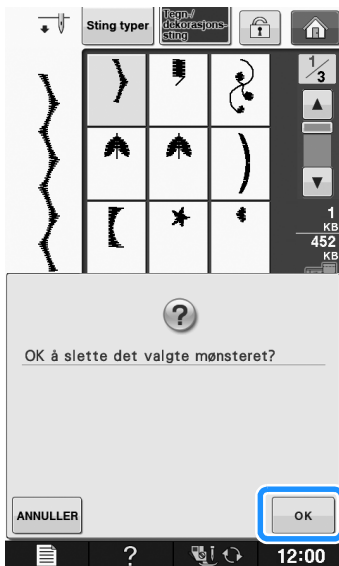 Sting typer
Tegn-/
dekorasjons-
sting
1/3
1
KB
452
KB
?
OK å slette det valgte mønsteret?
ANNULLER
OK
?
12:00